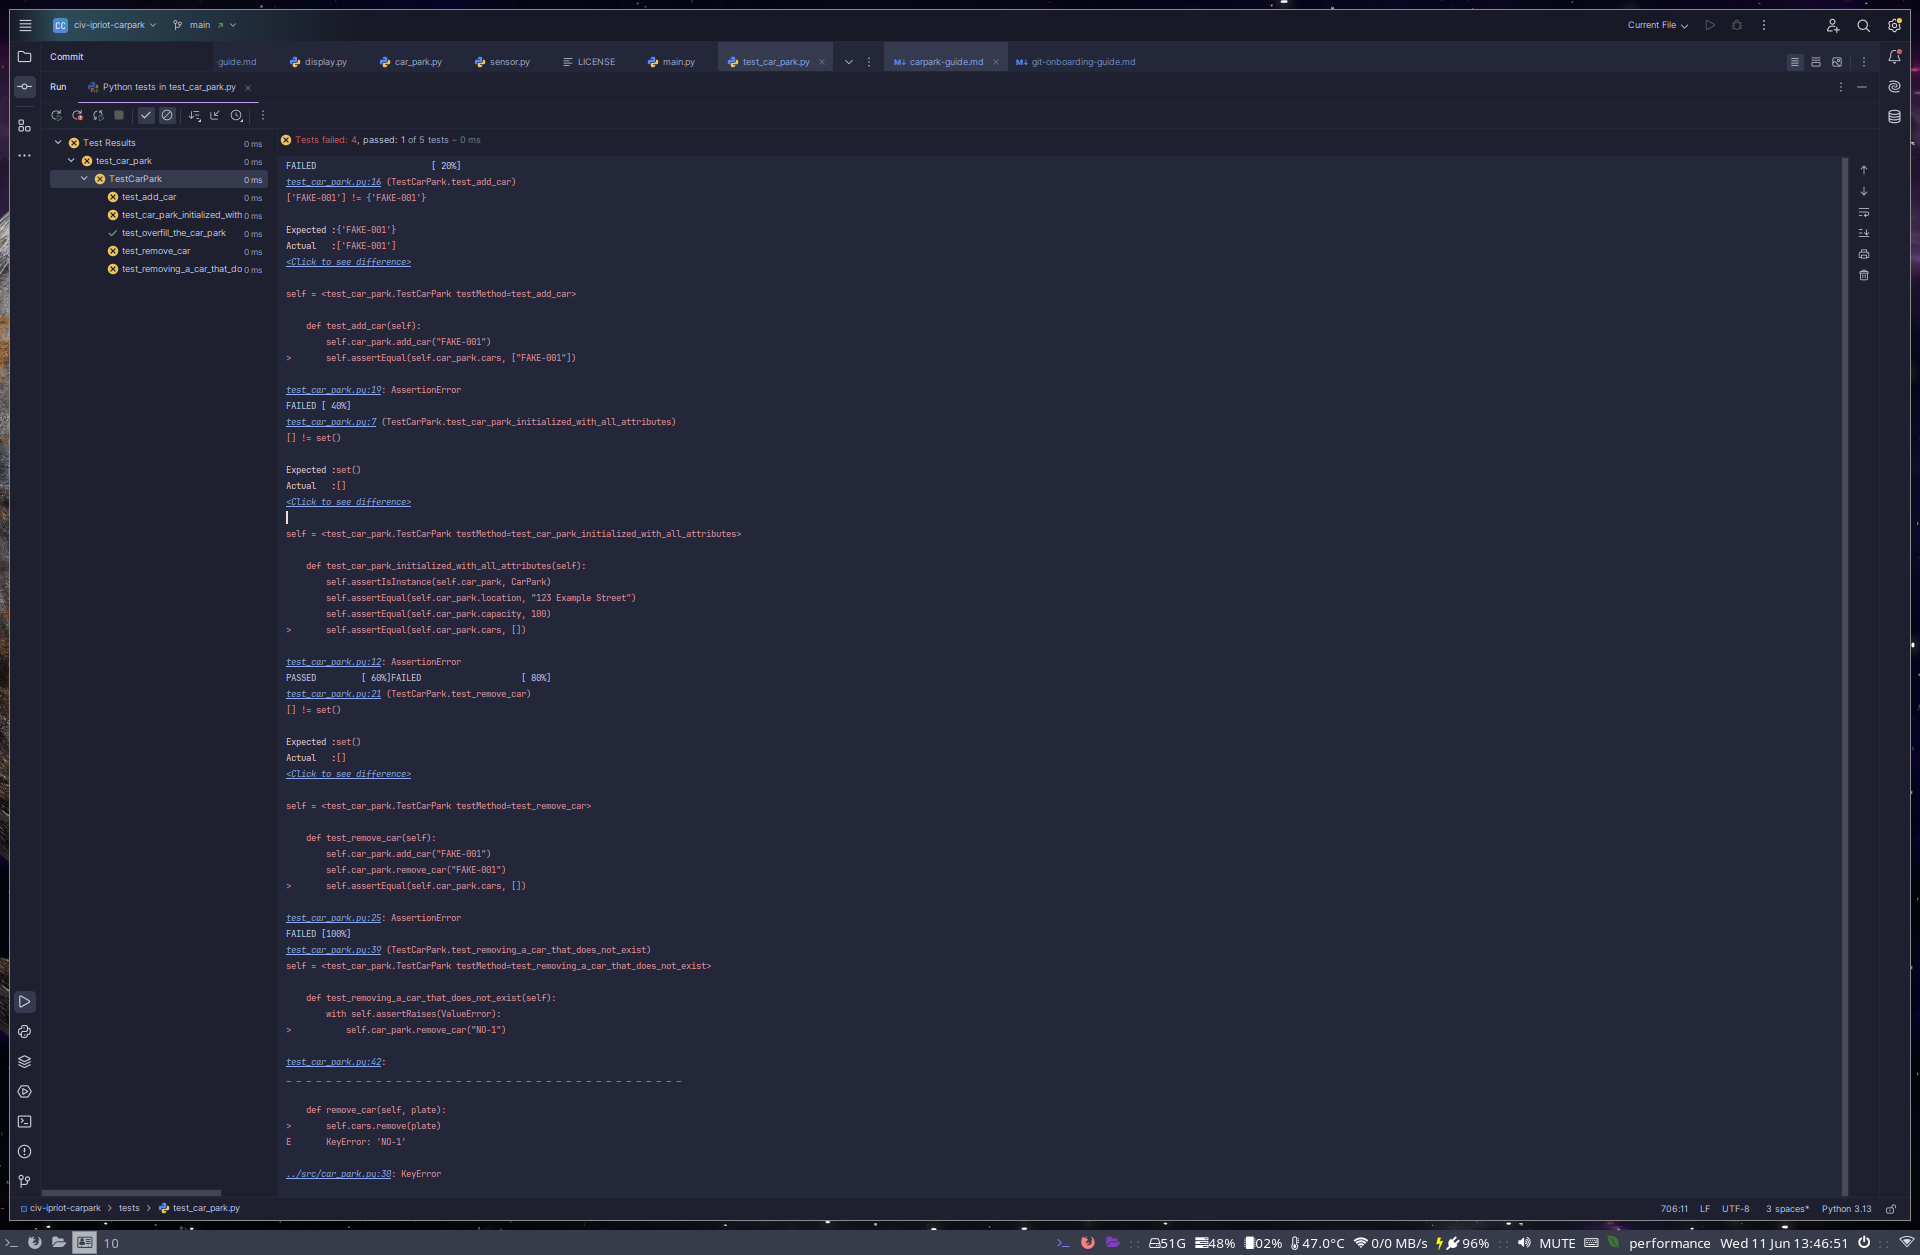 CC civ-ipriot-carpark main
Current File
Commit
guide.md display.py car_park.py sensor.py LICENSE main.py test_car_park.py carpark-guide.md git-onboarding-guide.md
Run Python tests in test_car_park.py
Test Results 0 ms
test_car_park 0 ms
TestCarPark 0 ms
test_add_car 0 ms
test_car_park_initialized_with 0 ms
test_overfill_the_car_park 0 ms
test_remove_car 0 ms
test_removing_a_car_that_do 0 ms
Tests failed: 4, passed: 1 of 5 tests – 0 ms
FAILED [ 20%]
test_car_park.py:16 (TestCarPark.test_add_car)
['FAKE-001'] != {'FAKE-001'}
Expected :{'FAKE-001'}
Actual :['FAKE-001']
<Click to see difference>
self = <test_car_park.TestCarPark testMethod=test_add_car>
def test_add_car(self):
self.car_park.add_car("FAKE-001")
> self.assertEqual(self.car_park.cars, ["FAKE-001"])
test_car_park.py:19: AssertionError
FAILED [ 40%]
test_car_park.py:7 (TestCarPark.test_car_park_initialized_with_all_attributes)
[] != set()
Expected :set()
Actual :[]
<Click to see difference>
self = <test_car_park.TestCarPark testMethod=test_car_park_initialized_with_all_attributes>
def test_car_park_initialized_with_all_attributes(self):
self.assertIsInstance(self.car_park, CarPark)
self.assertEqual(self.car_park.location, "123 Example Street")
self.assertEqual(self.car_park.capacity, 100)
> self.assertEqual(self.car_park.cars, [])
test_car_park.py:12: AssertionError
PASSED [ 60%]FAILED [ 80%]
test_car_park.py:21 (TestCarPark.test_remove_car)
[] != set()
Expected :set()
Actual :[]
<Click to see difference>
self = <test_car_park.TestCarPark testMethod=test_remove_car>
def test_remove_car(self):
self.car_park.add_car("FAKE-001")
self.car_park.remove_car("FAKE-001")
> self.assertEqual(self.car_park.cars, [])
test_car_park.py:25: AssertionError
FAILED [100%]
test_car_park.py:39 (TestCarPark.test_removing_a_car_that_does_not_exist)
self = <test_car_park.TestCarPark testMethod=test_removing_a_car_that_does_not_exist>
def test_removing_a_car_that_does_not_exist(self):
with self.assertRaises(ValueError):
> self.car_park.remove_car("NO-1")
test_car_park.py:42:
_ _ _ _ _ _ _ _ _ _ _ _ _ _ _ _ _ _ _ _ _ _ _ _ _ _ _ _ _ _ _ _ _ _ _ _ _ _ _ _
def remove_car(self, plate):
> self.cars.remove(plate)
E KeyError: 'NO-1'
../src/car_park.py:30: KeyError
civ-ipriot-carpark > tests > test_car_park.py
706:11 LF UTF-8 3 spaces* Python 3.13
10
51G 48% 02% 47.0°C 0/0 MB/s 96% MUTE performance Wed 11 Jun 13:46:51